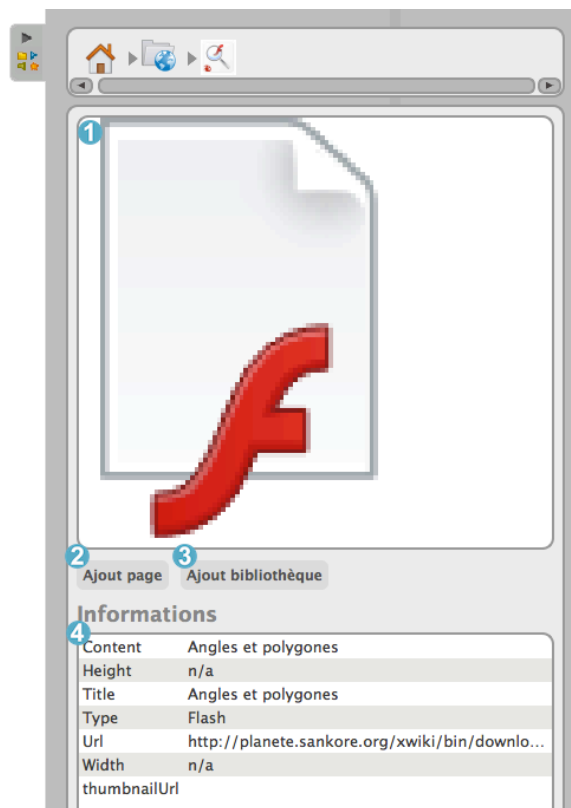 1
2
3
Ajout page
Ajout bibliothèque
Informations
4
Content Angles et polygones
Height n/a
Title Angles et polygones
Type Flash
Url http://planete.sankore.org/xwiki/bin/downlo...
Width n/a
thumbnailUrl